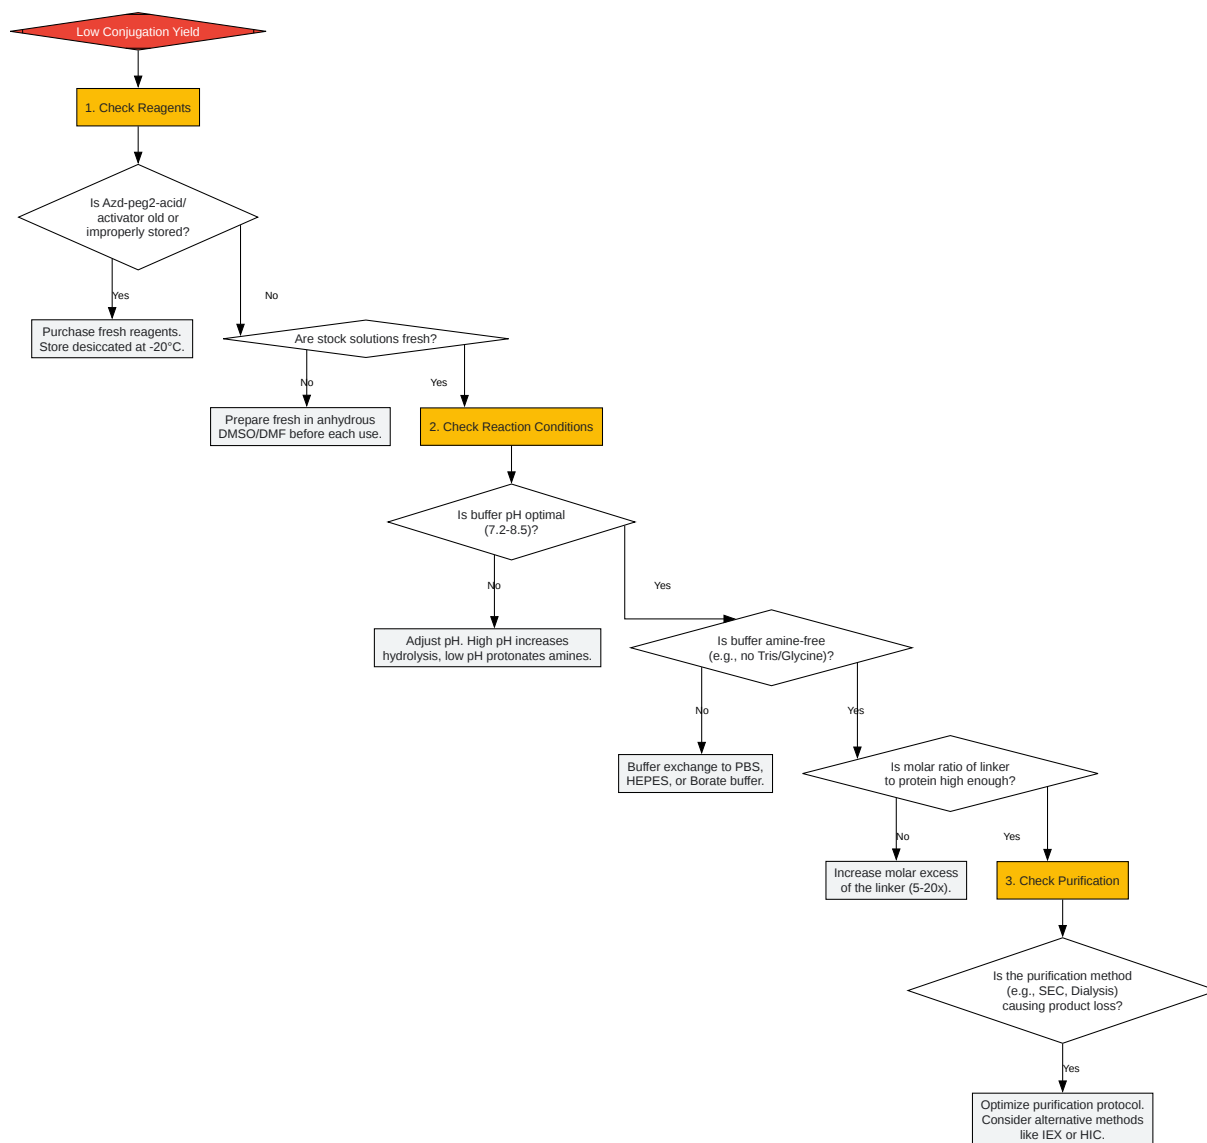 Low Conjugation Yield
1. Check Reagents
Is Azd-peg2-acid/
activator old or
improperly stored?
Yes
No
Purchase fresh reagents.
Store desiccated at -20°C.
Are stock solutions fresh?
No
Yes
Prepare fresh in anhydrous
DMSO/DMF before each use.
2. Check Reaction Conditions
Is buffer pH optimal
(7.2-8.5)?
No
Yes
Adjust pH. High pH increases
hydrolysis, low pH protonates amines.
Is buffer amine-free
(e.g., no Tris/Glycine)?
No
Yes
Buffer exchange to PBS,
HEPES, or Borate buffer.
Is molar ratio of linker
to protein high enough?
No
Yes
Increase molar excess
of the linker (5-20x).
3. Check Purification
Is the purification method
(e.g., SEC, Dialysis)
causing product loss?
Yes
Optimize purification protocol.
Consider alternative methods
like IEX or HIC.